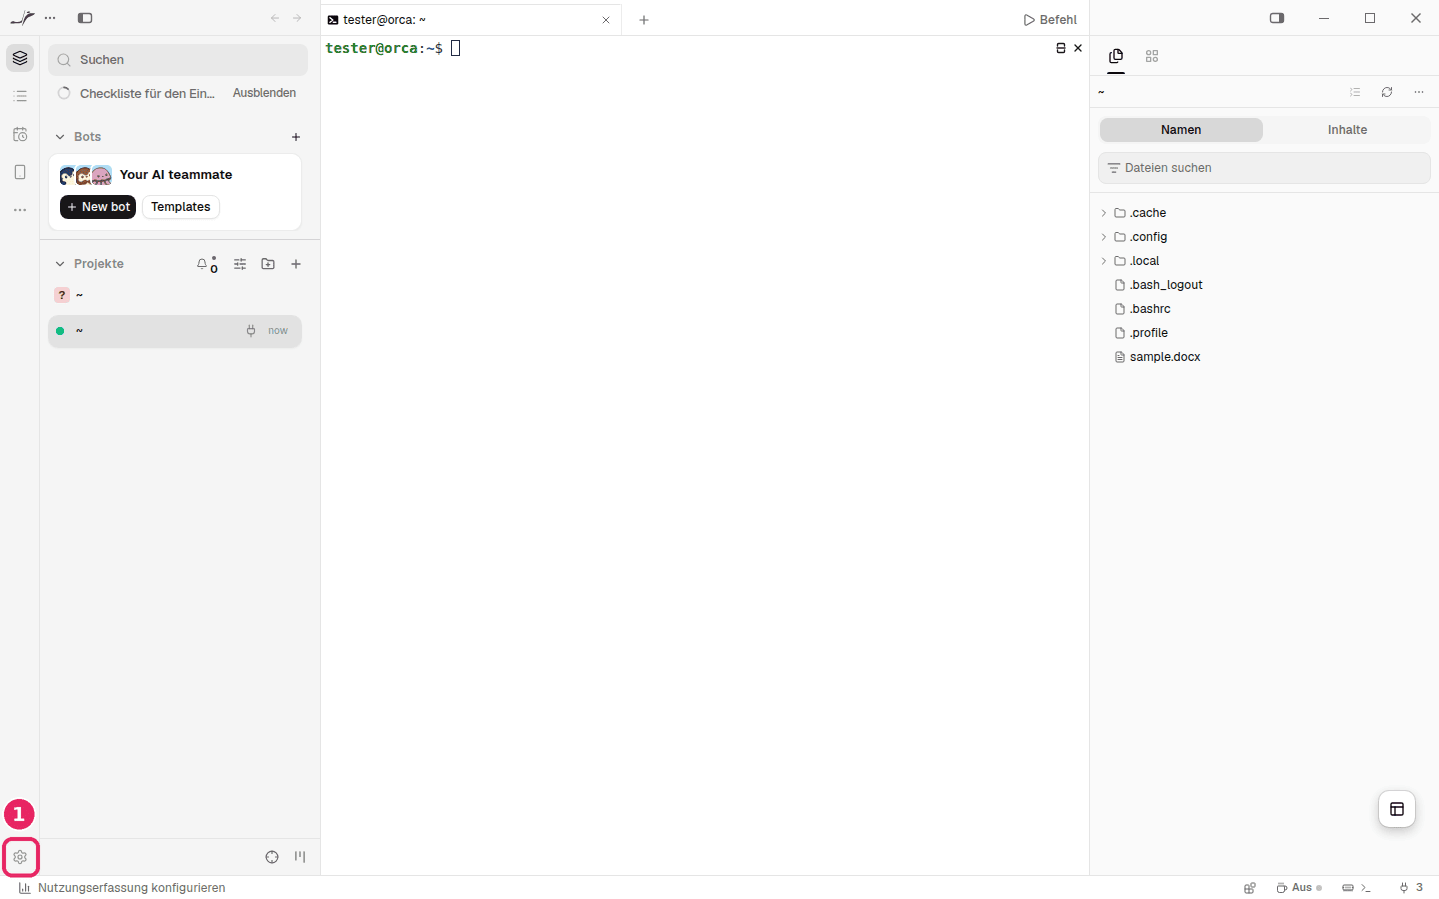 tester@orca: ~
Befehl
Suchen
Checkliste für den Ein...
Ausblenden
Bots
Your AI teammate
New bot
Templates
Projekte
0
? ~
~
now
1
tester@orca:~$
~
Namen
Inhalte
Dateien suchen
.cache
.config
.local
.bash_logout
.bashrc
.profile
sample.docx
Nutzungserfassung konfigurieren
Aus
3